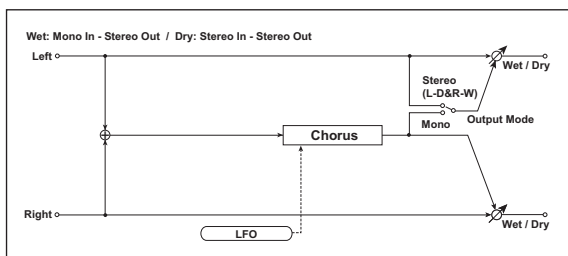 Wet: Mono In - Stereo Out / Dry: Stereo In - Stereo Out
Left
Wet / Dry
Stereo
(L-D&R-W)
Output Mode
Mono
Chorus
Right
Wet / Dry
LFO